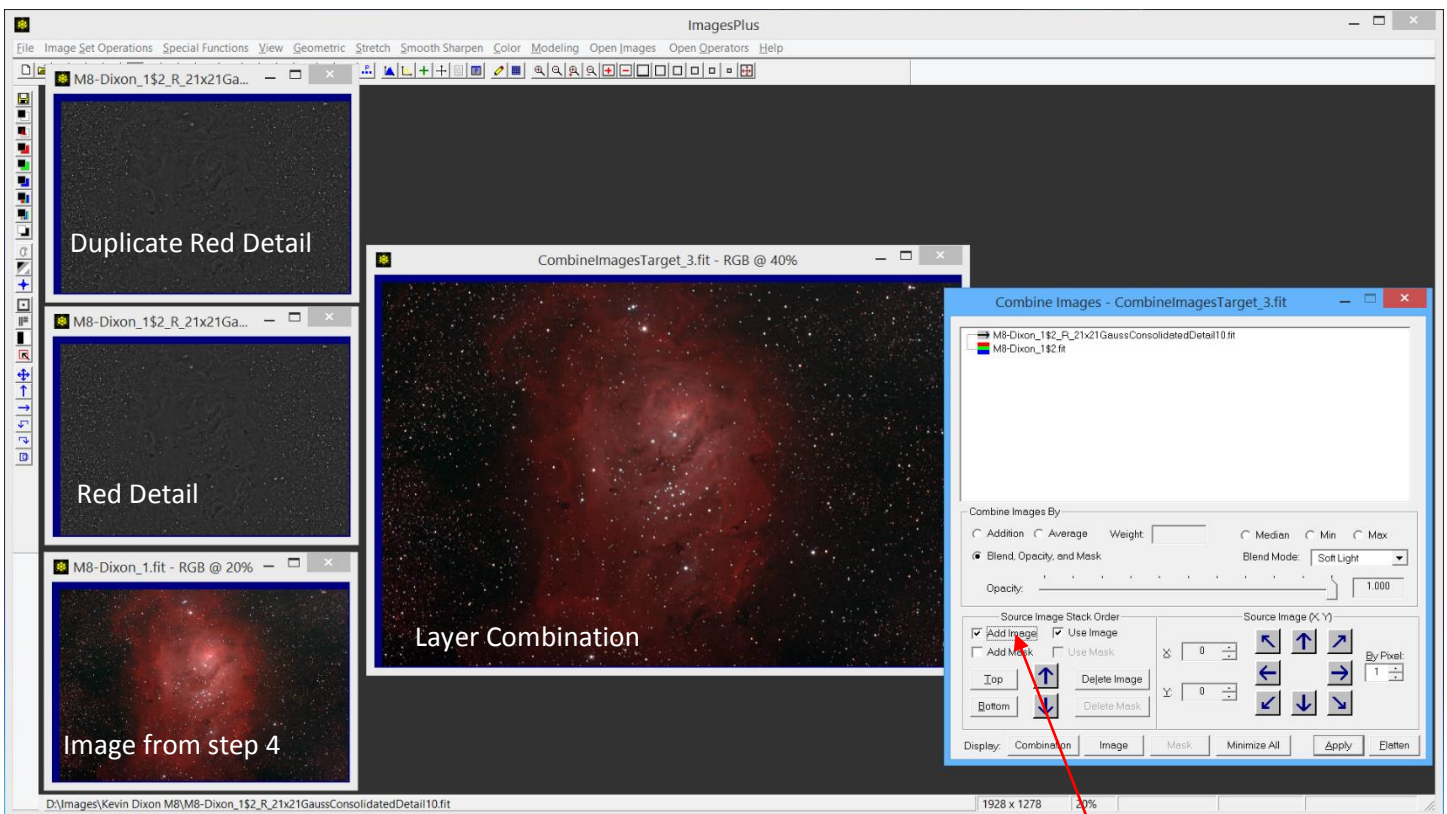 ImagesPlus
File Image Set Operations Special Functions View Geometric Stretch Smooth Sharpen Color Modeling Open Images Open Operators Help
M8-Dixon_1$2_R_21x21Ga...
Duplicate Red Detail
M8-Dixon_1$2_R_21x21Ga...
Red Detail
M8-Dixon_1.fit - RGB @ 20%
Image from step 4
CombineImagesTarget_3.fit - RGB @ 40%
Layer Combination
Combine Images - CombineImagesTarget_3.fit
M8-Dixon_1$2_R_21x21GaussConsolidatedDetail10.fit
M8-Dixon_1$2.fit
Combine Images By
Addition Average Weight: Median Min Max
Blend, Opacity, and Mask Blend Mode: Soft Light
Opacity: 1.000
Source Image Stack Order Source Image (X, Y)
Add Image Use Image
Add Mask Use Mask X: 0 By Pixel:
1
Top Delete Image
Y: 0
Bottom Delete Mask
Display: Combination Image Mask Minimize All Apply Flatten
D:\Images\Kevin Dixon M8\M8-Dixon_1$2_R_21x21GaussConsolidatedDetail10.fit 1928 x 1278 20%